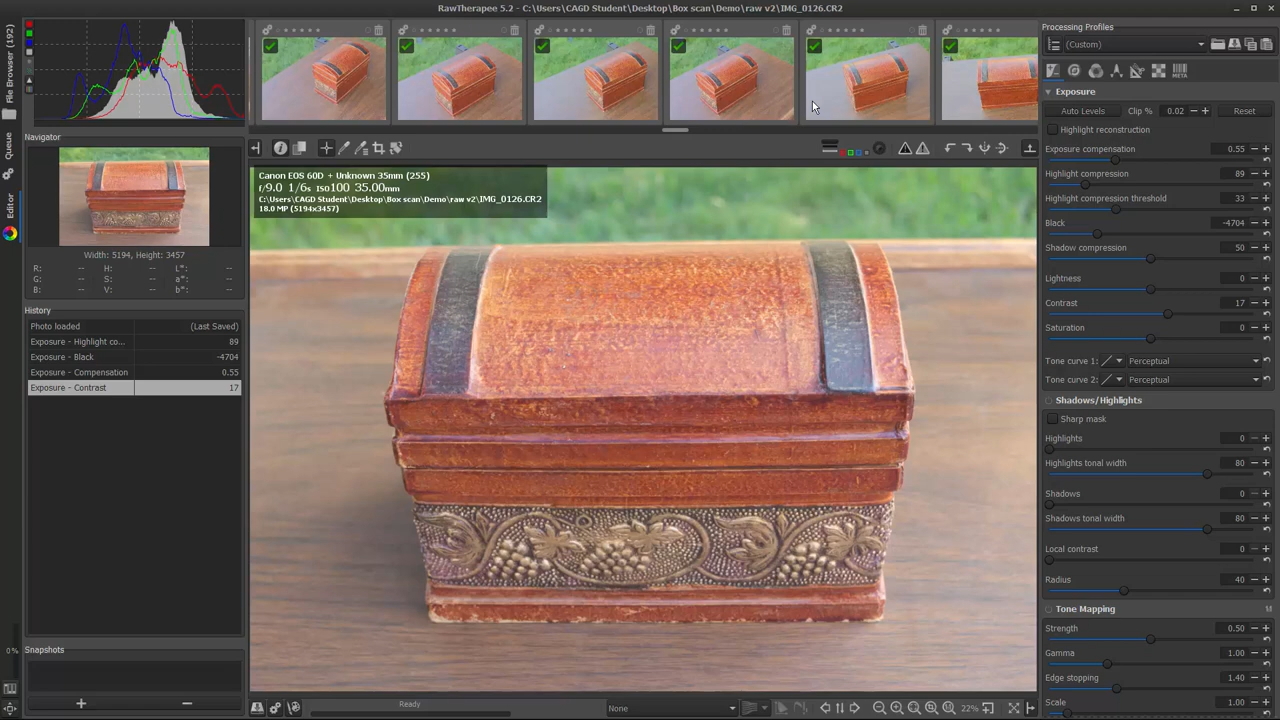 RawTherapee 5.2 - C:\Users\CAGD Student\Desktop\Box scan\Demo\raw v2\IMG_0126.CR2
File Browser (192)
Queue
Editor
0%
Navigator
Width: 5194, Height: 3457
R: -- H: -- L*: --
G: -- S: -- a*: --
B: -- V: -- b*: --
History
Photo loaded (Last Saved)
Exposure - Highlight co... 89
Exposure - Black -4704
Exposure - Compensation 0.55
Exposure - Contrast 17
Snapshots
Canon EOS 60D + Unknown 35mm (255)
f/9.0 1/6s ISO100 35.00mm
C:\Users\CAGD Student\Desktop\Box scan\Demo\raw v2\IMG_0126.CR2
18.0 MP (5194x3457)
Ready
None
22%
Processing Profiles
(Custom)
META
Exposure
Auto Levels Clip % 0.02 Reset
Highlight reconstruction
Exposure compensation 0.55
Highlight compression 89
Highlight compression threshold 33
Black -4704
Shadow compression 50
Lightness 0
Contrast 17
Saturation 0
Tone curve 1: Perceptual
Tone curve 2: Perceptual
Shadows/Highlights
Sharp mask
Highlights 0
Highlights tonal width 80
Shadows 0
Shadows tonal width 80
Local contrast 0
Radius 40
Tone Mapping
Strength 0.50
Gamma 1.00
Edge stopping 1.40
Scale 1.00